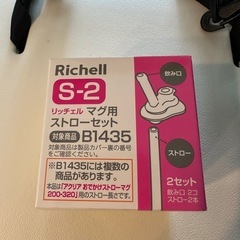 Richell
S-2
リッチェル マグ用
ストローセット
対象商品 B1435
対象商品は製品カバー裏の番号
をご確認ください。
飲み口
ストロー
※B1435には複数の
商品があります。
本品は「アクリア おでかけストローマグ
200・320」用のストロー長さです。
2セット
飲み口 2コ
ストロー 2本